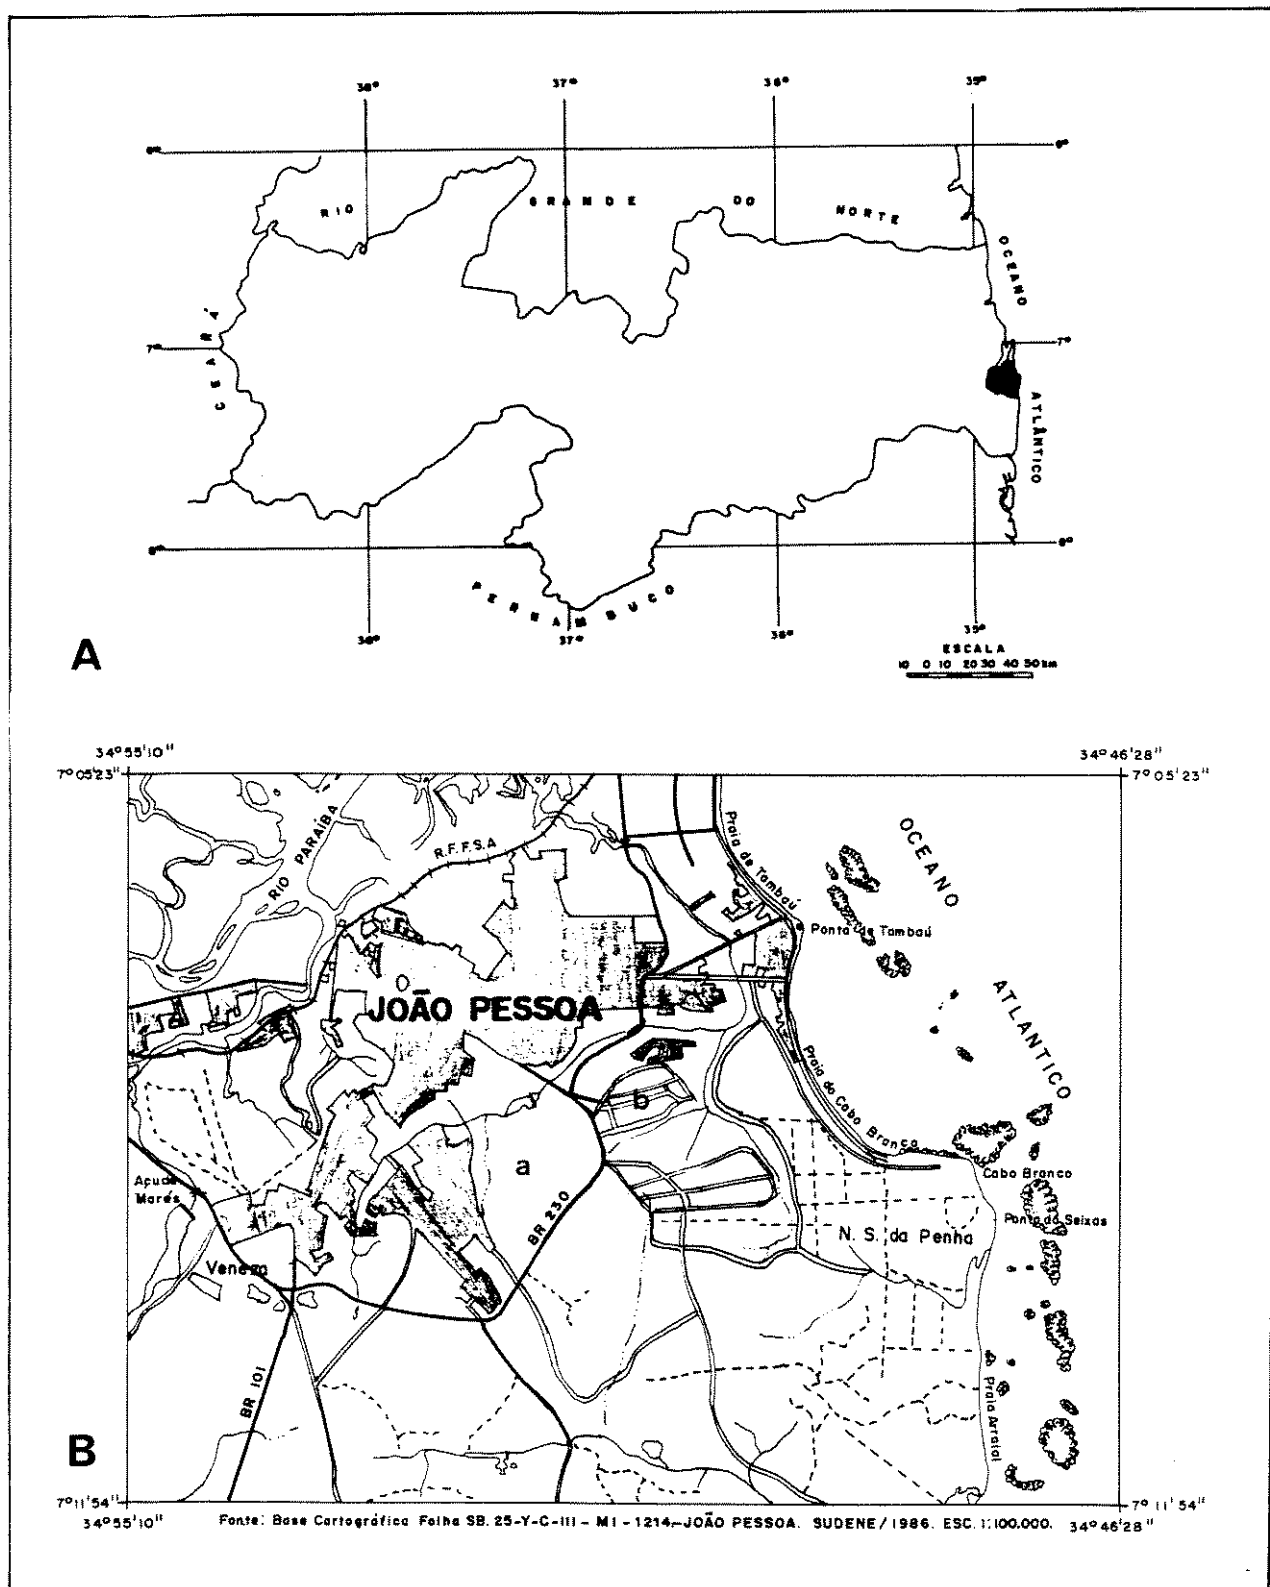 38° 37° 36° 35°
6° 6°
RIO GRANDE DO NORTE
OCEANO
CEARÁ
7° 7°
ATLÂNTICO
8° 8°
PERNAMBUCO
38° 37° 36° 35°
A
ESCALA
10 0 10 20 30 40 50 km
34°55'10" 34°46'28"
7°05'23" 7°05'23"
RIO PARAÍBA
R.F.F.S.A
Praia de Tambaú
OCEANO
Ponta de Tambaú
JOÃO PESSOA
ATLANTICO
Praia do Cabo Branco
b
a
Açude
Marés
Cabo Branco
BR 230
Ponta do Seixas
N. S. da Penha
Veneza
BR 101
Praia Arraial
B
7°11'54" 7°11'54"
34°55'10" 34°46'28"
Fonte: Base Cartográfica Folha SB. 25-Y-C-III - MI - 1214,-JOÃO PESSOA. SUDENE/1986. ESC. 1:100.000.